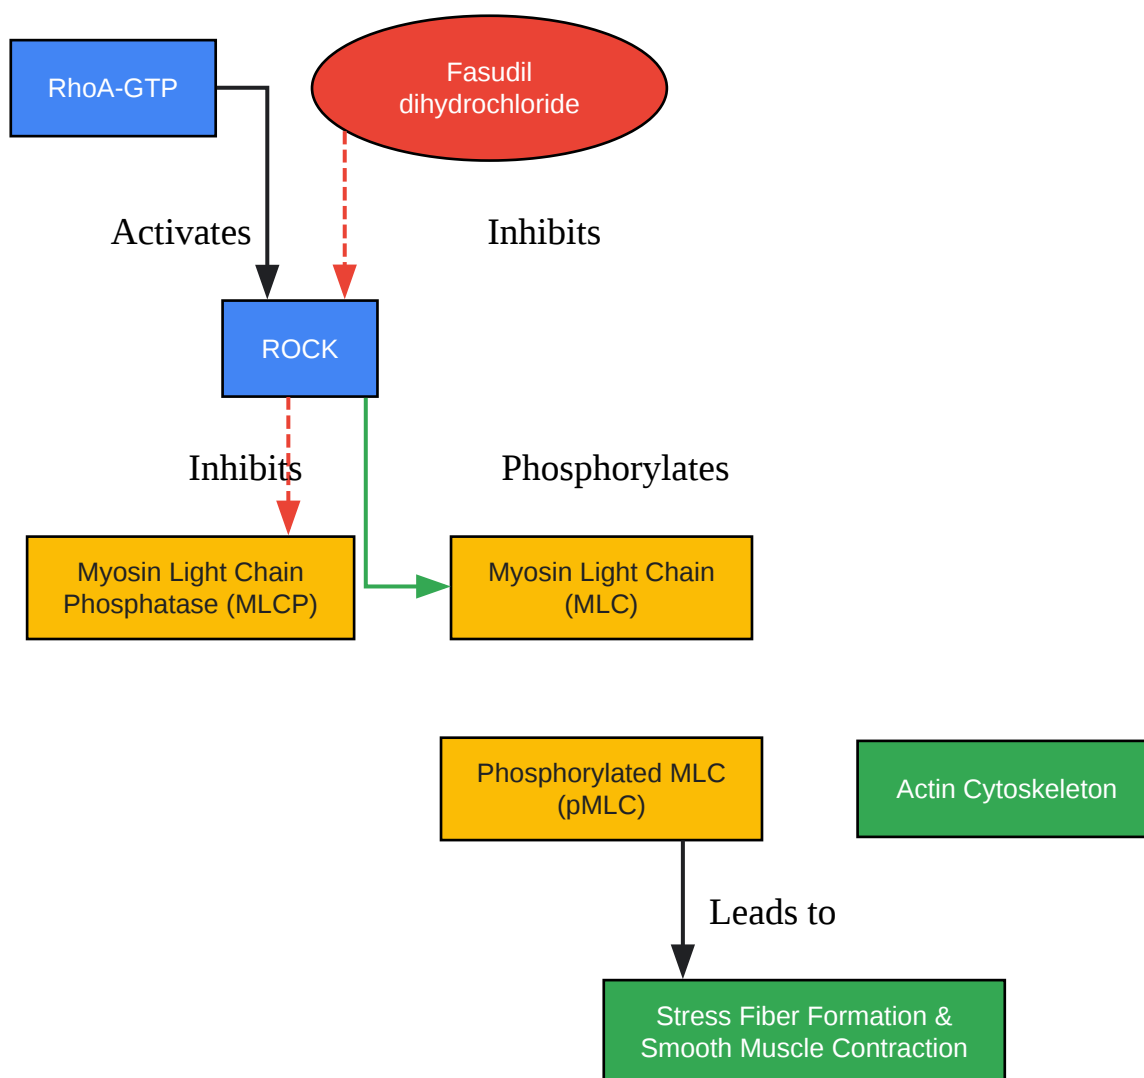 RhoA-GTP
Fasudil
dihydrochloride
Activates
Inhibits
ROCK
Inhibits
Phosphorylates
Myosin Light Chain
Phosphatase (MLCP)
Myosin Light Chain
(MLC)
Phosphorylated MLC
(pMLC)
Actin Cytoskeleton
Leads to
Stress Fiber Formation &
Smooth Muscle Contraction